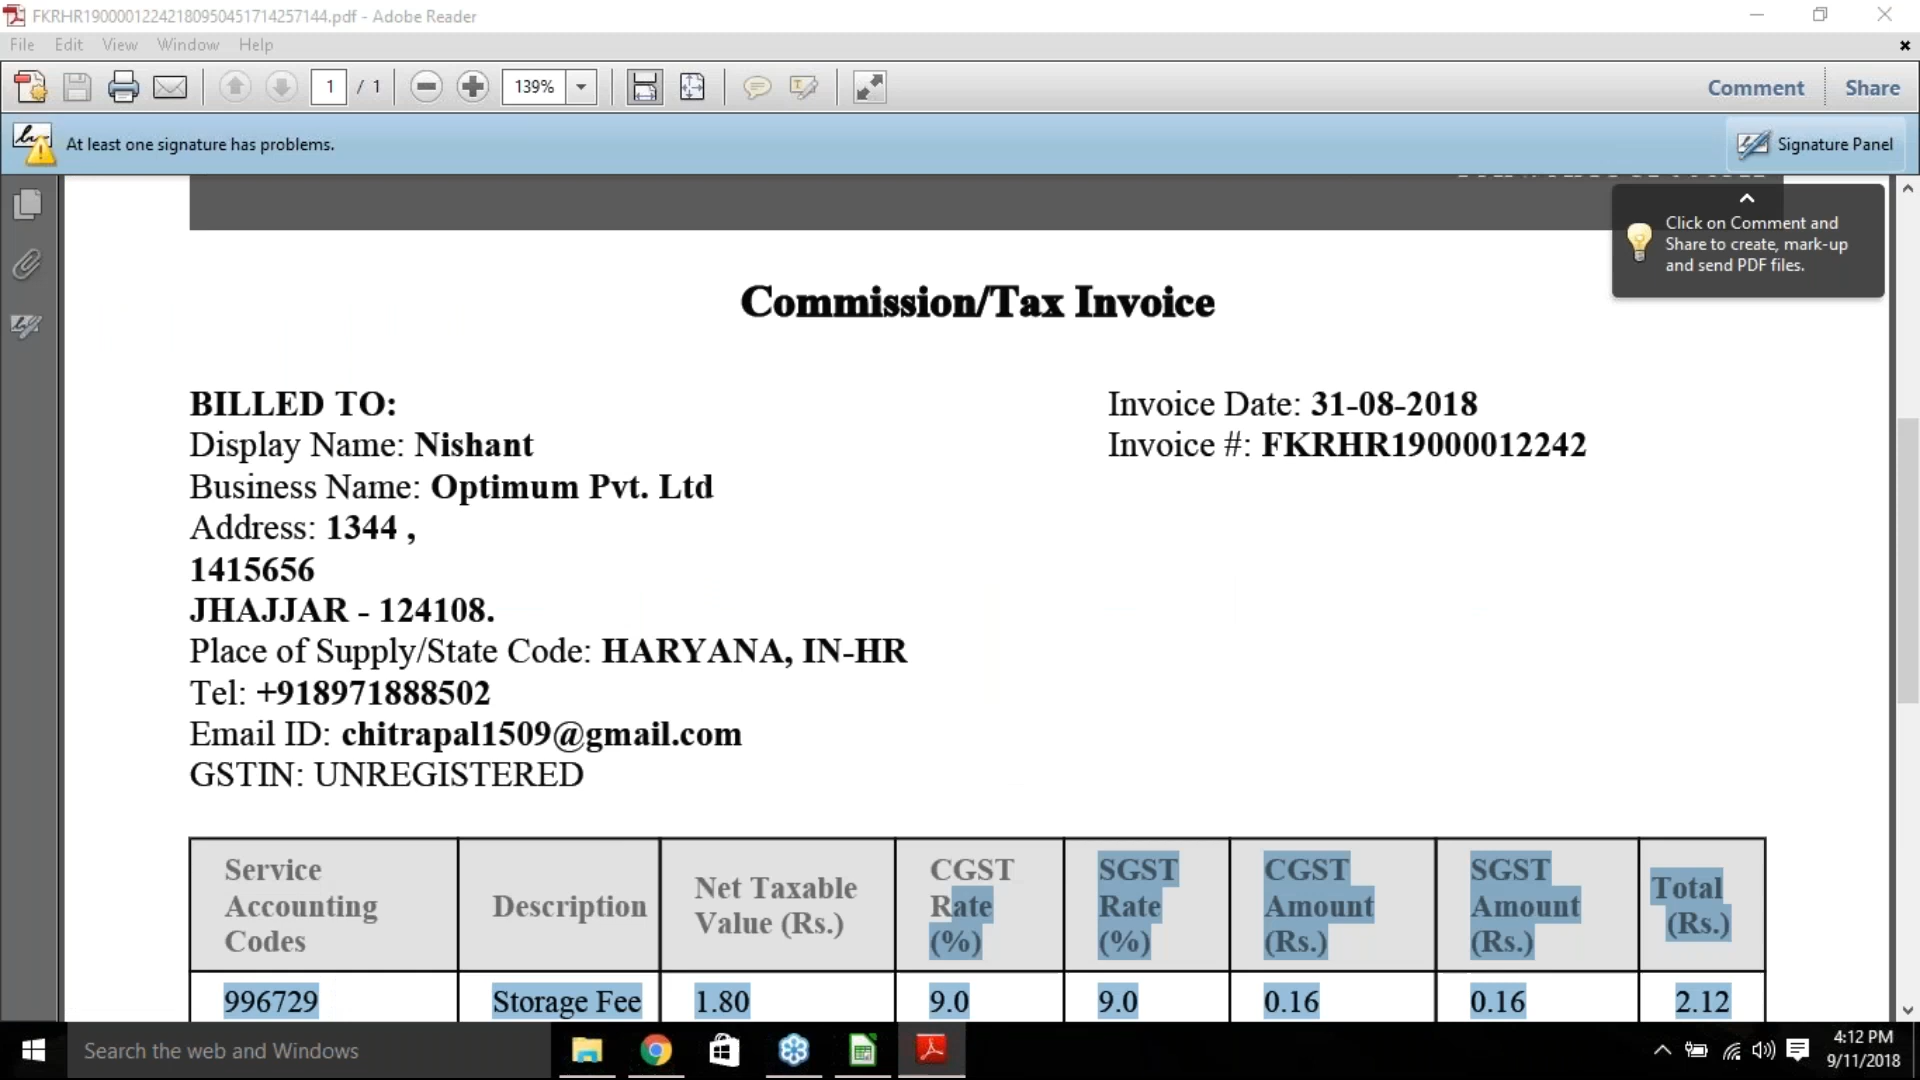 FKRHR19000012242180950451714257144.pdf - Adobe Reader
File Edit View Window Help
1 / 1 139% Comment Share
At least one signature has problems. Signature Panel
Click on Comment and
Share to create, mark-up
and send PDF files.
Commission/Tax Invoice
BILLED TO:
Display Name: Nishant
Business Name: Optimum Pvt. Ltd
Address: 1344 ,
1415656
JHAJJAR - 124108.
Place of Supply/State Code: HARYANA, IN-HR
Tel: +918971888502
Email ID: chitrapal1509@gmail.com
GSTIN: UNREGISTERED
Invoice Date: 31-08-2018
Invoice #: FKRHR19000012242
Service
Accounting
Codes
Description
Net Taxable
Value (Rs.)
CGST
Rate
(%)
SGST
Rate
(%)
CGST
Amount
(Rs.)
SGST
Amount
(Rs.)
Total
(Rs.)
996729 Storage Fee 1.80 9.0 9.0 0.16 0.16 2.12
Search the web and Windows
4:12 PM
9/11/2018